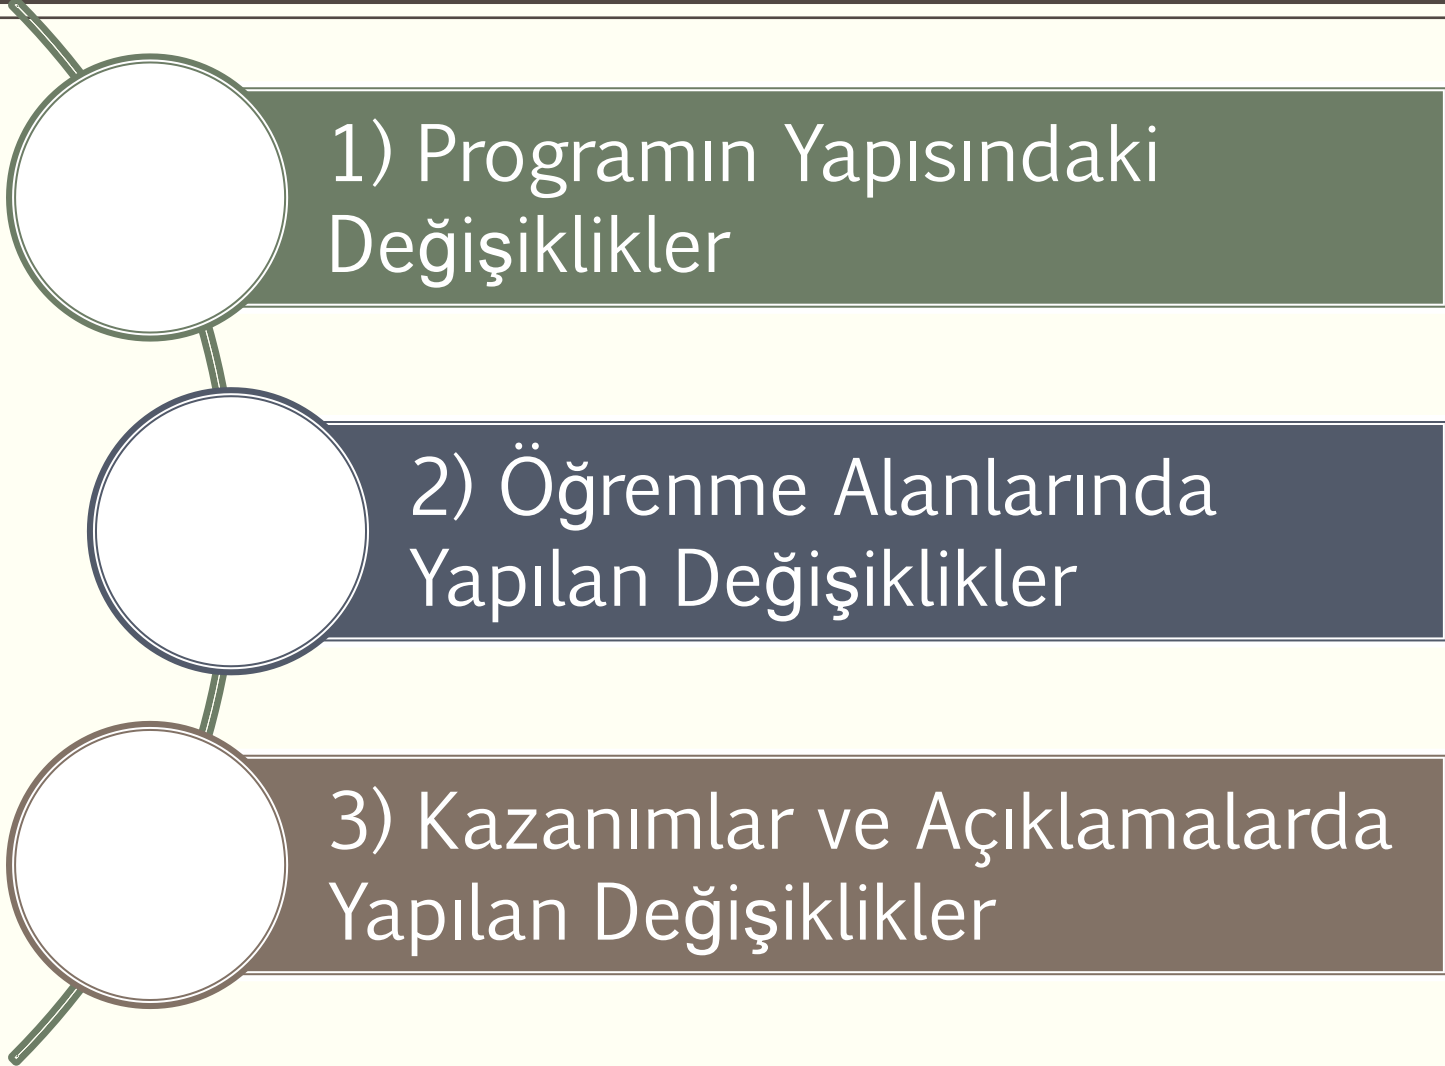 1) Programın Yapısındaki
Değişiklikler
2) Öğrenme Alanlarında
Yapılan Değişiklikler
3) Kazanımlar ve Açıklamalarda
Yapılan Değişiklikler